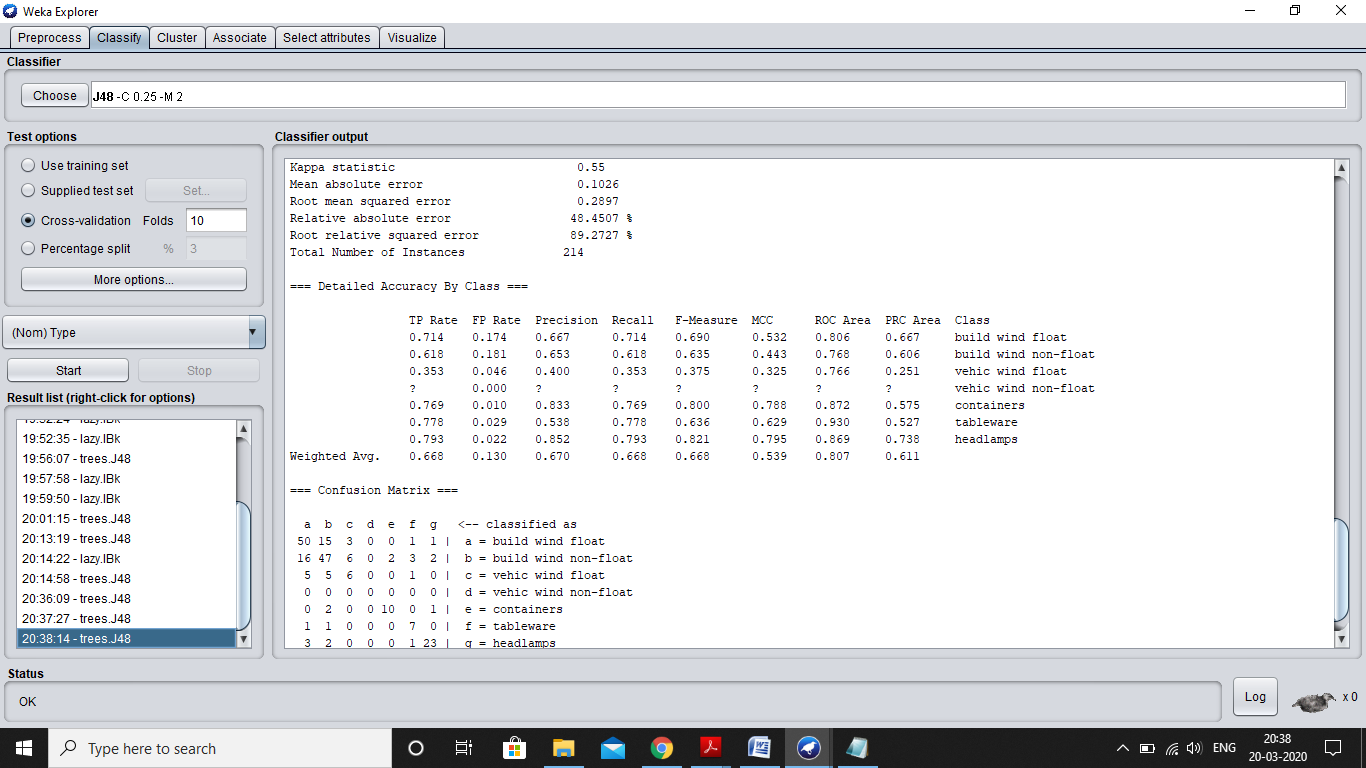 Weka Explorer
Preprocess Classify Cluster Associate Select attributes Visualize
Classifier
Choose J48 -C 0.25 -M 2
Test options
Use training set
Supplied test set Set...
Cross-validation Folds 10
Percentage split % 3
More options...
(Nom) Type
Start Stop
Result list (right-click for options)
19:52:24 - lazy.IBk
19:52:35 - lazy.IBk
19:56:07 - trees.J48
19:57:58 - lazy.IBk
19:59:50 - lazy.IBk
20:01:15 - trees.J48
20:13:19 - trees.J48
20:14:22 - lazy.IBk
20:14:58 - trees.J48
20:36:09 - trees.J48
20:37:27 - trees.J48
20:38:14 - trees.J48
Classifier output
Kappa statistic 0.55
Mean absolute error 0.1026
Root mean squared error 0.2897
Relative absolute error 48.4507 %
Root relative squared error 89.2727 %
Total Number of Instances 214
=== Detailed Accuracy By Class ===
TP Rate FP Rate Precision Recall F-Measure MCC ROC Area PRC Area Class
0.714 0.174 0.667 0.714 0.690 0.532 0.806 0.667 build wind float
0.618 0.181 0.653 0.618 0.635 0.443 0.768 0.606 build wind non-float
0.353 0.046 0.400 0.353 0.375 0.325 0.766 0.251 vehic wind float
? 0.000 ? ? ? ? ? ? vehic wind non-float
0.769 0.010 0.833 0.769 0.800 0.788 0.872 0.575 containers
0.778 0.029 0.538 0.778 0.636 0.629 0.930 0.527 tableware
0.793 0.022 0.852 0.793 0.821 0.795 0.869 0.738 headlamps
Weighted Avg. 0.668 0.130 0.670 0.668 0.668 0.539 0.807 0.611
=== Confusion Matrix ===
a b c d e f g <-- classified as
50 15 3 0 0 1 1 | a = build wind float
16 47 6 0 2 3 2 | b = build wind non-float
5 5 6 0 0 1 0 | c = vehic wind float
0 0 0 0 0 0 0 | d = vehic wind non-float
0 2 0 0 10 0 1 | e = containers
1 1 0 0 0 7 0 | f = tableware
3 2 0 0 0 1 23 | g = headlamps
Status
OK
Log x 0
Type here to search
ENG
20:38
20-03-2020